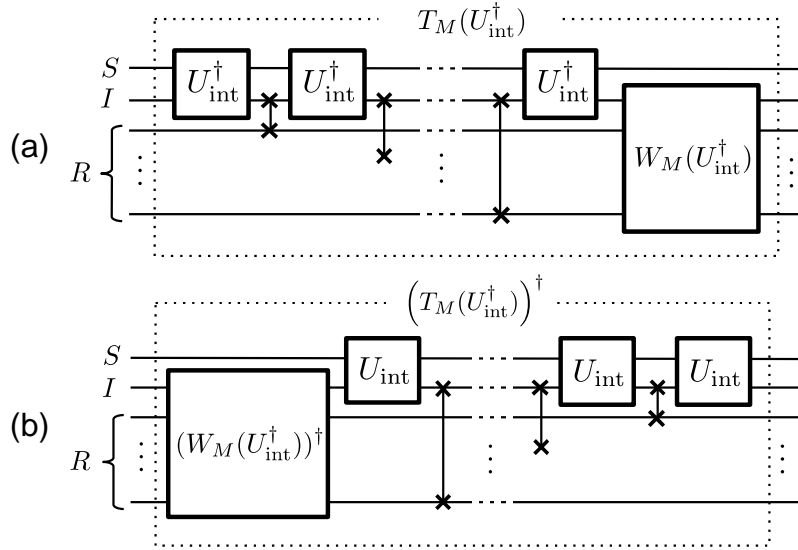 T_M(U_int^†)
S
U_int^† U_int^† U_int^†
I
(a)
R
⋮ ⋮ ⋮
W_M(U_int^†)
(T_M(U_int^†))^†
S
U_int U_int U_int
I
(b)
R
⋮ ⋮ ⋮
(W_M(U_int^†))^†